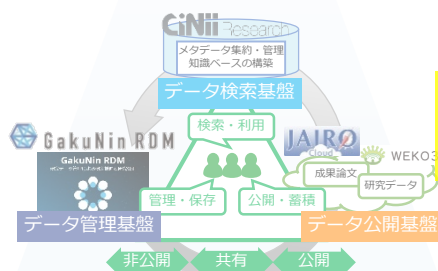 CiNii Research
メタデータ集約・管理
知識ベースの構築
データ検索基盤
検索・利用
GakuNin RDM
JAIRO
Cloud
WEKO3
GakuNin RDM
成果論文
研究データ
管理・保存
公開・蓄積
データ管理基盤
データ公開基盤
非公開
共有
公開